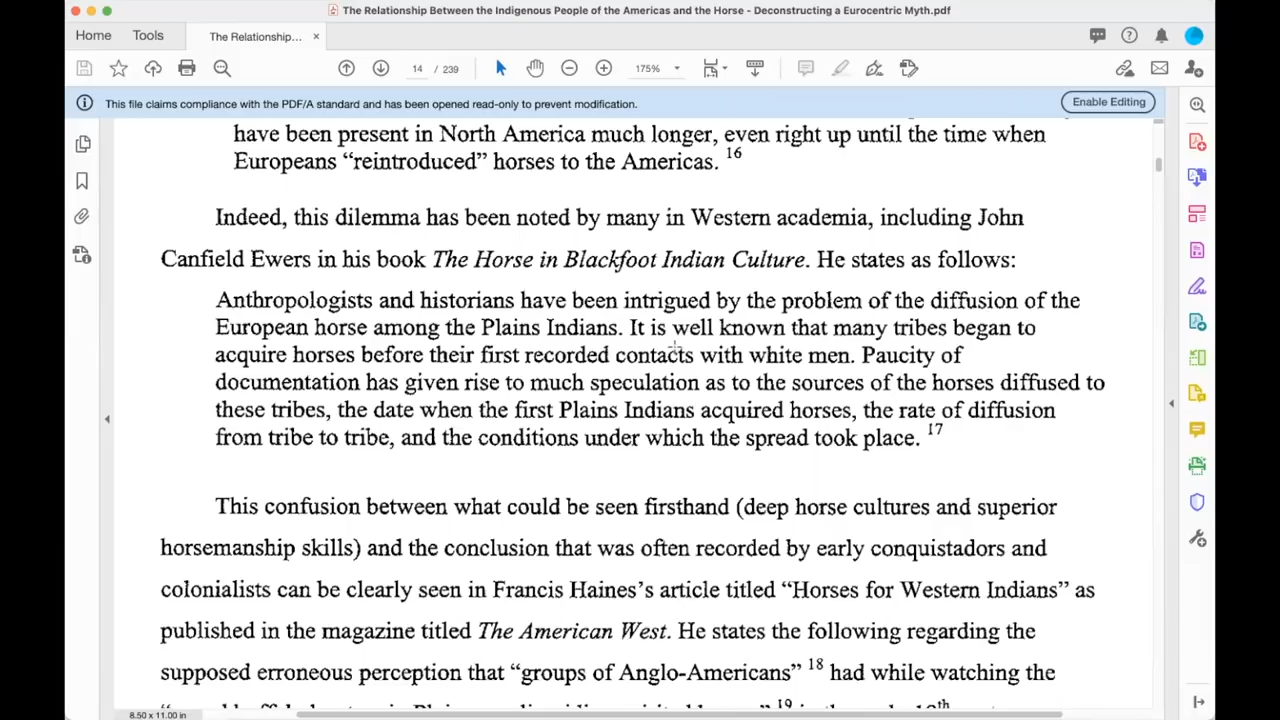 The Relationship Between the Indigenous People of the Americas and the Horse - Deconstructing a Eurocentric Myth.pdf
Home Tools The Relationship... ×
14 / 239 175%
This file claims compliance with the PDF/A standard and has been opened read-only to prevent modification. Enable Editing
have been present in North America much longer, even right up until the time when
Europeans “reintroduced” horses to the Americas. 16
Indeed, this dilemma has been noted by many in Western academia, including John
Canfield Ewers in his book The Horse in Blackfoot Indian Culture. He states as follows:
Anthropologists and historians have been intrigued by the problem of the diffusion of the
European horse among the Plains Indians. It is well known that many tribes began to
acquire horses before their first recorded contacts with white men. Paucity of
documentation has given rise to much speculation as to the sources of the horses diffused to
these tribes, the date when the first Plains Indians acquired horses, the rate of diffusion
from tribe to tribe, and the conditions under which the spread took place. 17
This confusion between what could be seen firsthand (deep horse cultures and superior
horsemanship skills) and the conclusion that was often recorded by early conquistadors and
colonialists can be clearly seen in Francis Haines’s article titled “Horses for Western Indians” as
published in the magazine titled The American West. He states the following regarding the
supposed erroneous perception that “groups of Anglo-Americans” 18 had while watching the
8.50 x 11.00 in